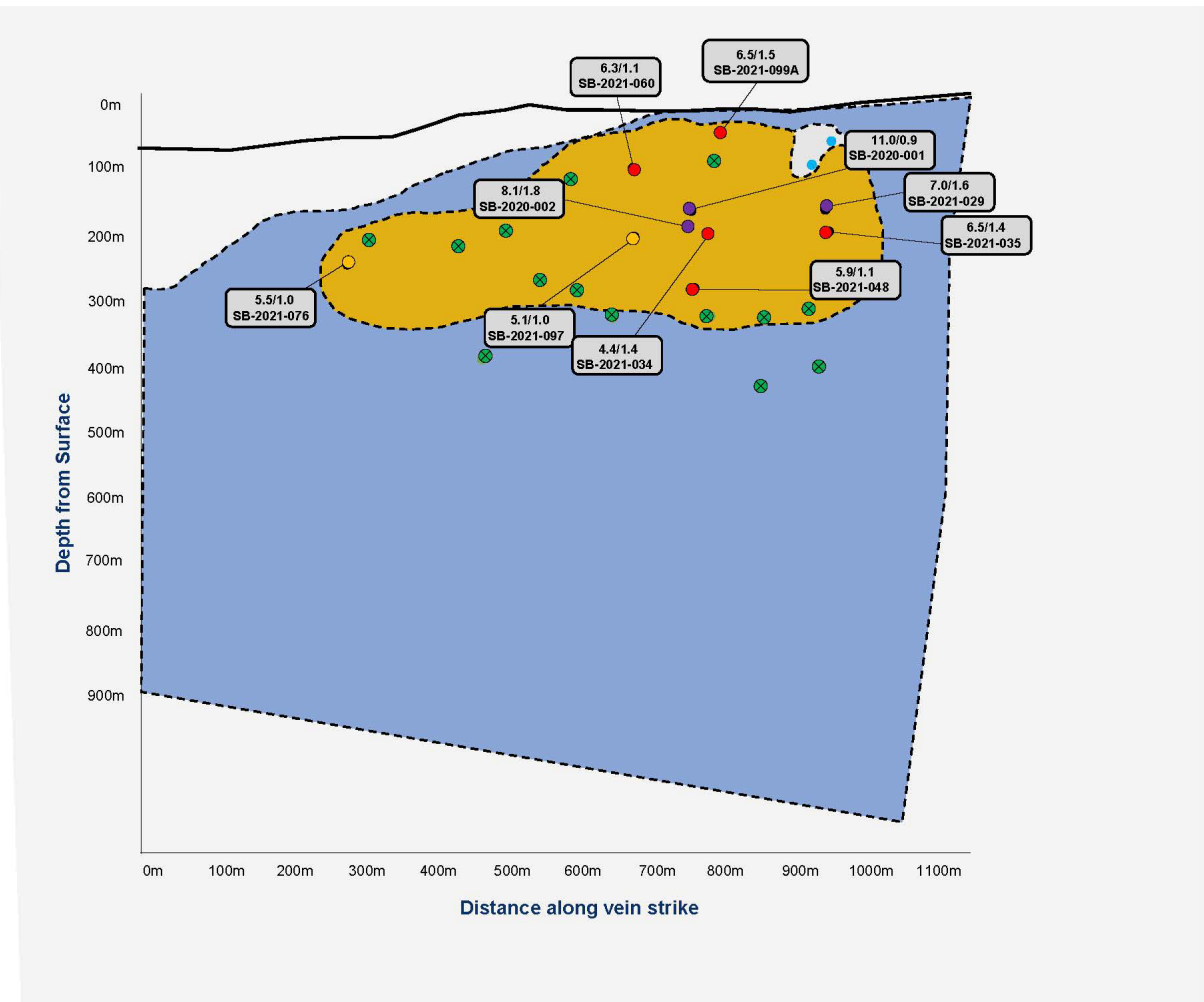 6.5/1.5
SB-2021-099A
6.3/1.1
SB-2021-060
0m
11.0/0.9
SB-2020-001
100m
8.1/1.8
SB-2020-002
7.0/1.6
SB-2021-029
200m
6.5/1.4
SB-2021-035
5.9/1.1
SB-2021-048
300m
5.5/1.0
SB-2021-076
5.1/1.0
SB-2021-097
4.4/1.4
SB-2021-034
400m
500m
600m
700m
800m
900m
Depth from Surface
0m 100m 200m 300m 400m 500m 600m 700m 800m 900m 1000m 1100m
Distance along vein strike